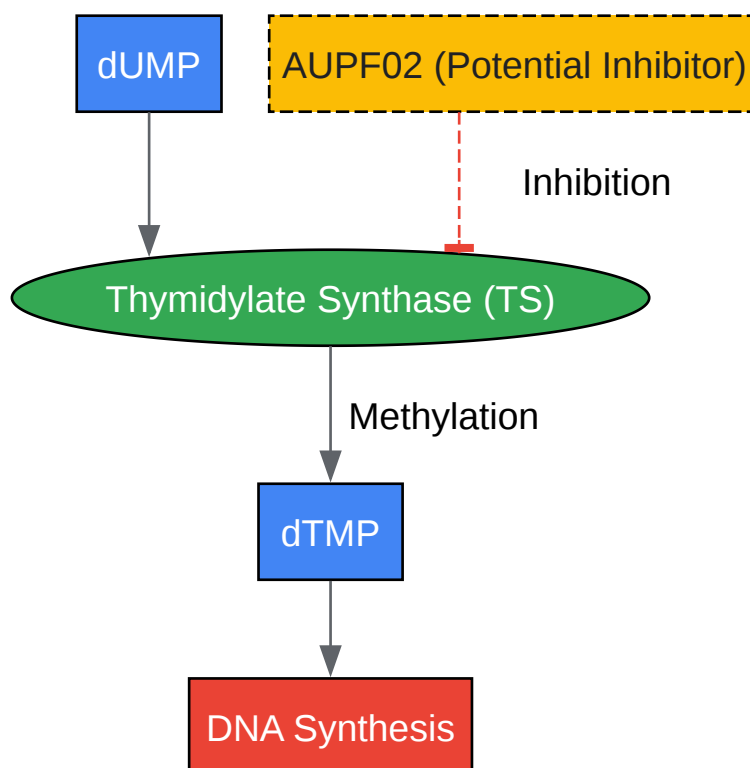 dUMP
AUPF02 (Potential Inhibitor)
Inhibition
Thymidylate Synthase (TS)
Methylation
dTMP
DNA Synthesis